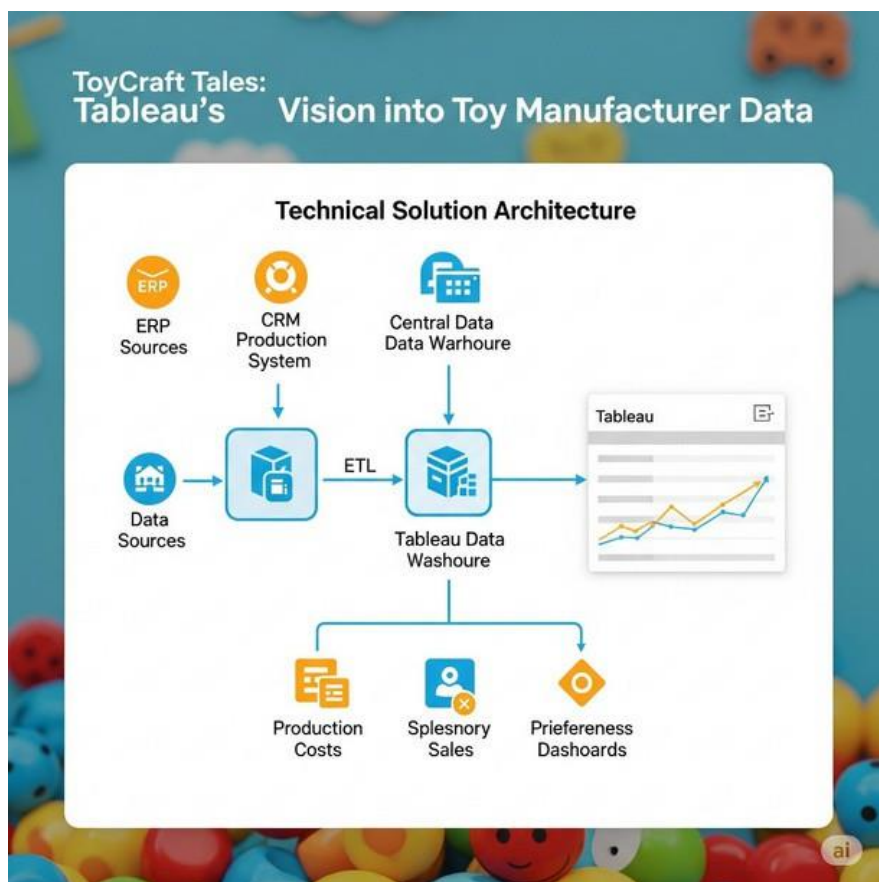 ToyCraft Tales:
Tableau's Vision into Toy Manufacturer Data
Technical Solution Architecture
ERP
ERP
Sources
CRM
Production
System
Central Data
Data Warhoure
Tableau
Data
Sources
ETL
Tableau Data
Washoure
Production
Costs
Splesnory
Sales
Priefereness
Dashoards
ai